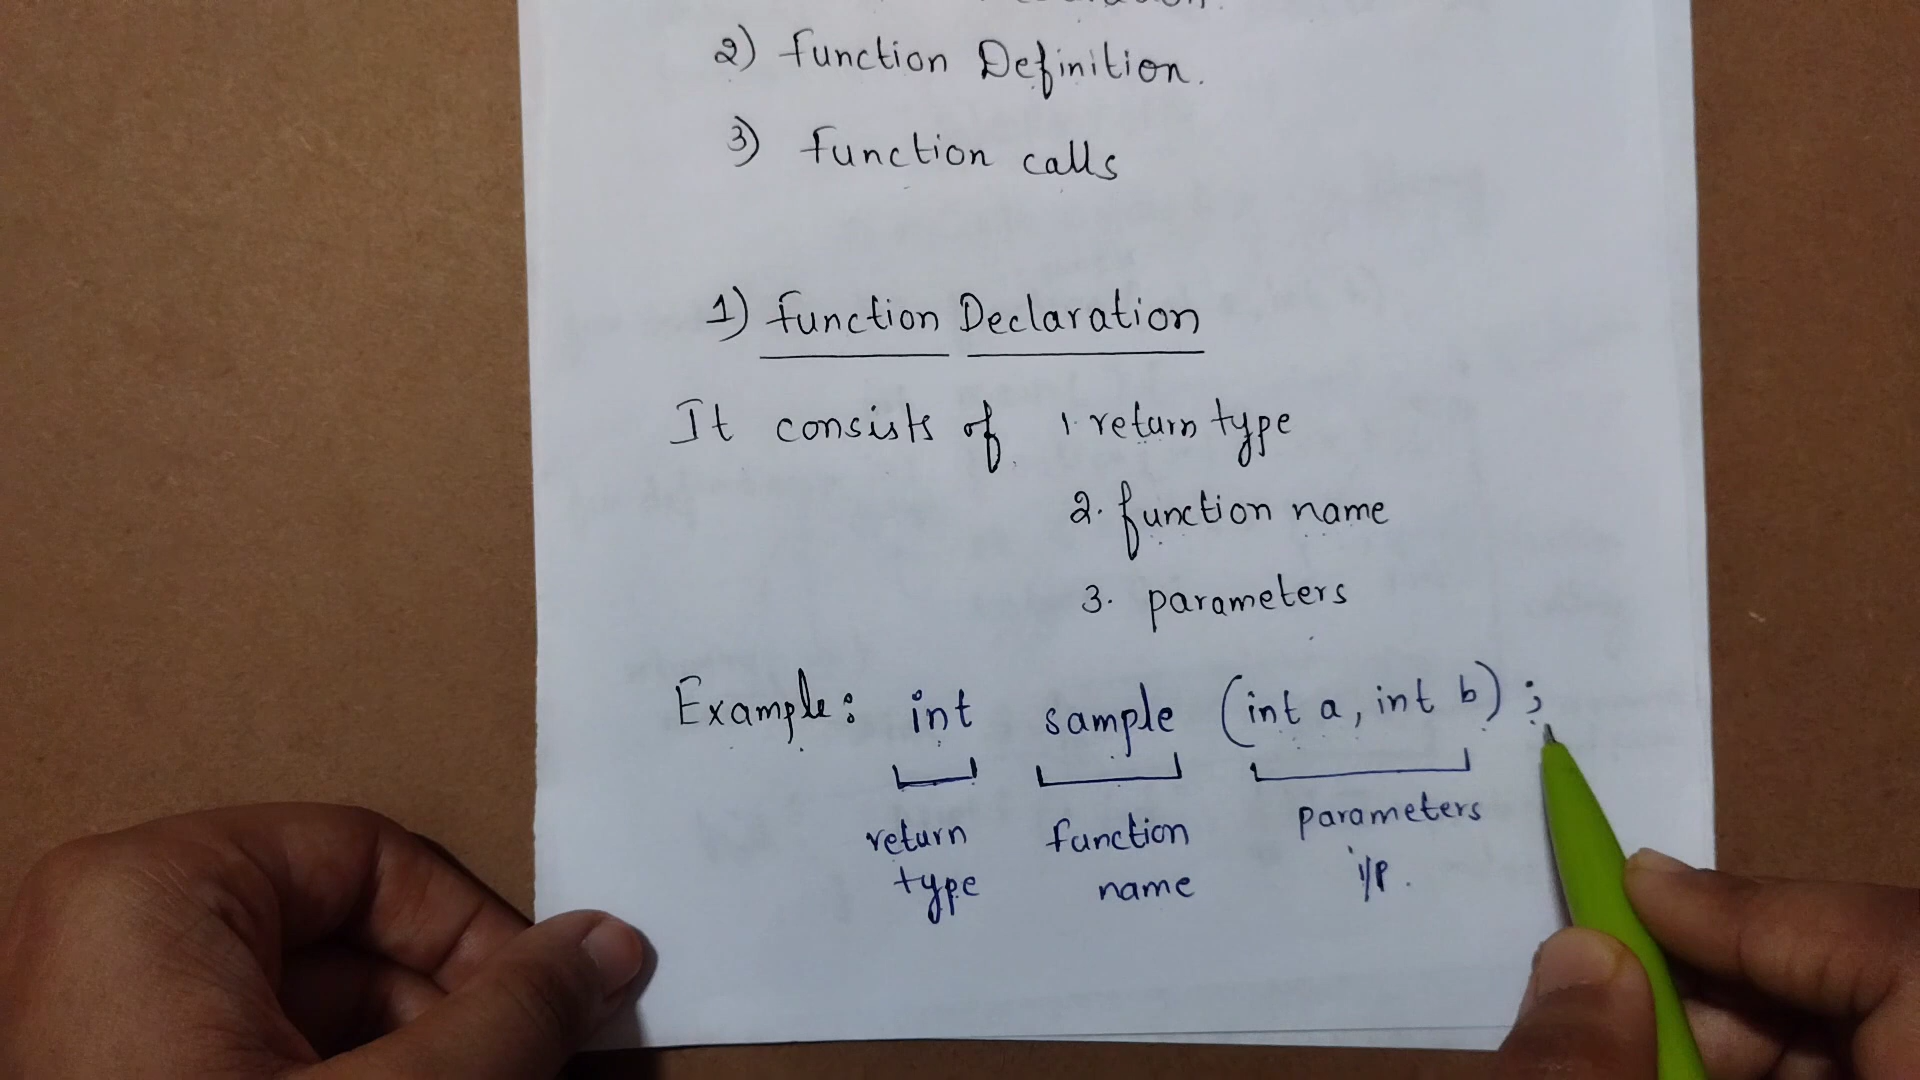 2) function Definition.
3) function calls
1) function Declaration
It consists of 1. return type
2. function name
3. parameters
Example: int sample (int a, int b) ;
return type function name parameters i/p.